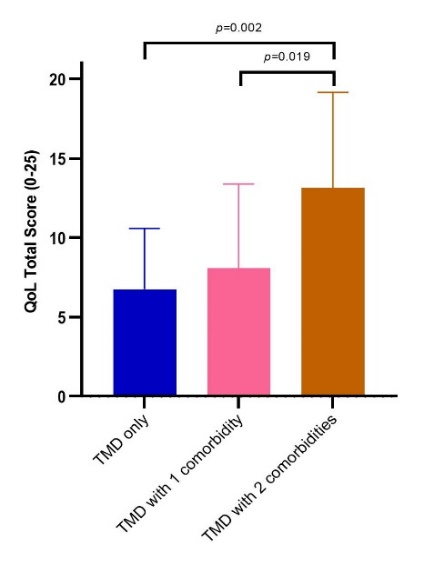 p=0.002
p=0.019
QoL Total Score (0-25)
20
15
10
5
0
TMD only
TMD with 1 comorbidity
TMD with 2 comorbidities